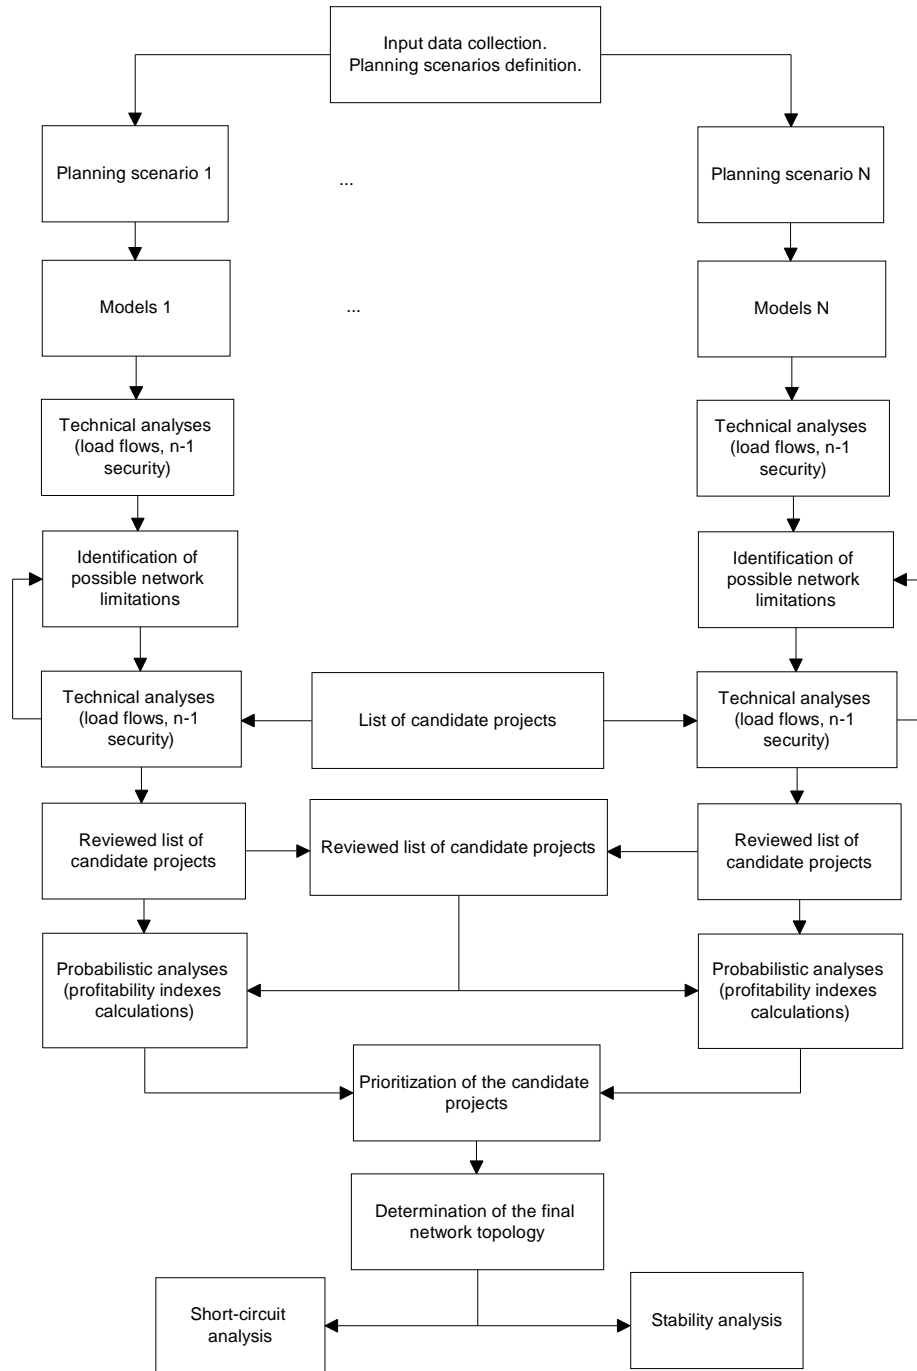 Input data collection.
Planning scenarios definition.
Planning scenario 1
...
Planning scenario N
Models 1
...
Models N
Technical analyses
(load flows, n-1
security)
Technical analyses
(load flows, n-1
security)
Identification of
possible network
limitations
Identification of
possible network
limitations
Technical analyses
(load flows, n-1
security)
List of candidate projects
Technical analyses
(load flows, n-1
security)
Reviewed list of
candidate projects
Reviewed list of candidate projects
Reviewed list of
candidate projects
Probabilistic analyses
(profitability indexes
calculations)
Probabilistic analyses
(profitability indexes
calculations)
Prioritization of the candidate
projects
Determination of the final
network topology
Short-circuit
analysis
Stability analysis